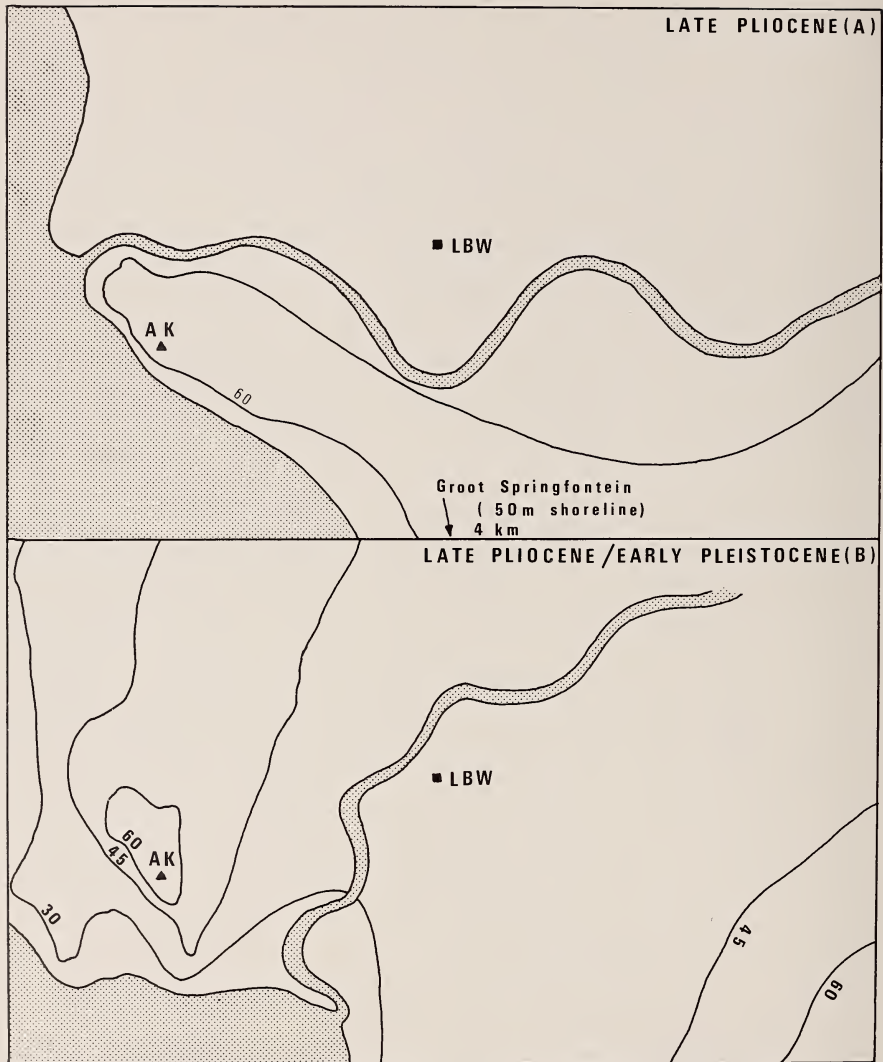 LATE PLIOCENE (A)
LBW
AK
60
Groot Springfontein
( 50m shoreline)
4 km
LATE PLIOCENE/EARLY PLEISTOCENE(B)
LBW
60
45
AK
30
45
60